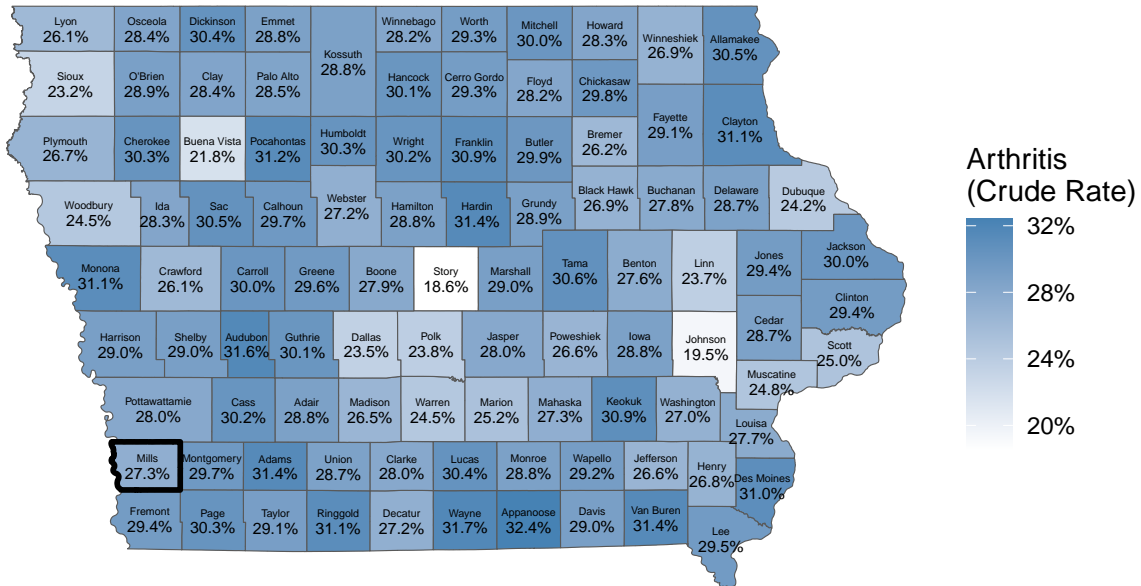 Lyon
26.1%
Osceola
28.4%
Dickinson
30.4%
Emmet
28.8%
Winnebago
28.2%
Worth
29.3%
Mitchell
30.0%
Howard
28.3%
Winneshiek
26.9%
Allamakee
30.5%
Kossuth
28.8%
Sioux
23.2%
O'Brien
28.9%
Clay
28.4%
Palo Alto
28.5%
Hancock
30.1%
Cerro Gordo
29.3%
Floyd
28.2%
Chickasaw
29.8%
Fayette
29.1%
Clayton
31.1%
Plymouth
26.7%
Cherokee
30.3%
Buena Vista
21.8%
Pocahontas
31.2%
Humboldt
30.3%
Wright
30.2%
Franklin
30.9%
Butler
29.9%
Bremer
26.2%
Woodbury
24.5%
Ida
28.3%
Sac
30.5%
Calhoun
29.7%
Webster
27.2%
Hamilton
28.8%
Hardin
31.4%
Grundy
28.9%
Black Hawk
26.9%
Buchanan
27.8%
Delaware
28.7%
Dubuque
24.2%
Monona
31.1%
Crawford
26.1%
Carroll
30.0%
Greene
29.6%
Boone
27.9%
Story
18.6%
Marshall
29.0%
Tama
30.6%
Benton
27.6%
Linn
23.7%
Jones
29.4%
Jackson
30.0%
Clinton
29.4%
Harrison
29.0%
Shelby
29.0%
Audubon
31.6%
Guthrie
30.1%
Dallas
23.5%
Polk
23.8%
Jasper
28.0%
Poweshiek
26.6%
Iowa
28.8%
Johnson
19.5%
Cedar
28.7%
Scott
25.0%
Muscatine
24.8%
Pottawattamie
28.0%
Cass
30.2%
Adair
28.8%
Madison
26.5%
Warren
24.5%
Marion
25.2%
Mahaska
27.3%
Keokuk
30.9%
Washington
27.0%
Louisa
27.7%
Mills
27.3%
Montgomery
29.7%
Adams
31.4%
Union
28.7%
Clarke
28.0%
Lucas
30.4%
Monroe
28.8%
Wapello
29.2%
Jefferson
26.6%
Henry
26.8%
Des Moines
31.0%
Fremont
29.4%
Page
30.3%
Taylor
29.1%
Ringgold
31.1%
Decatur
27.2%
Wayne
31.7%
Appanoose
32.4%
Davis
29.0%
Van Buren
31.4%
Lee
29.5%
Arthritis
(Crude Rate)
32%
28%
24%
20%